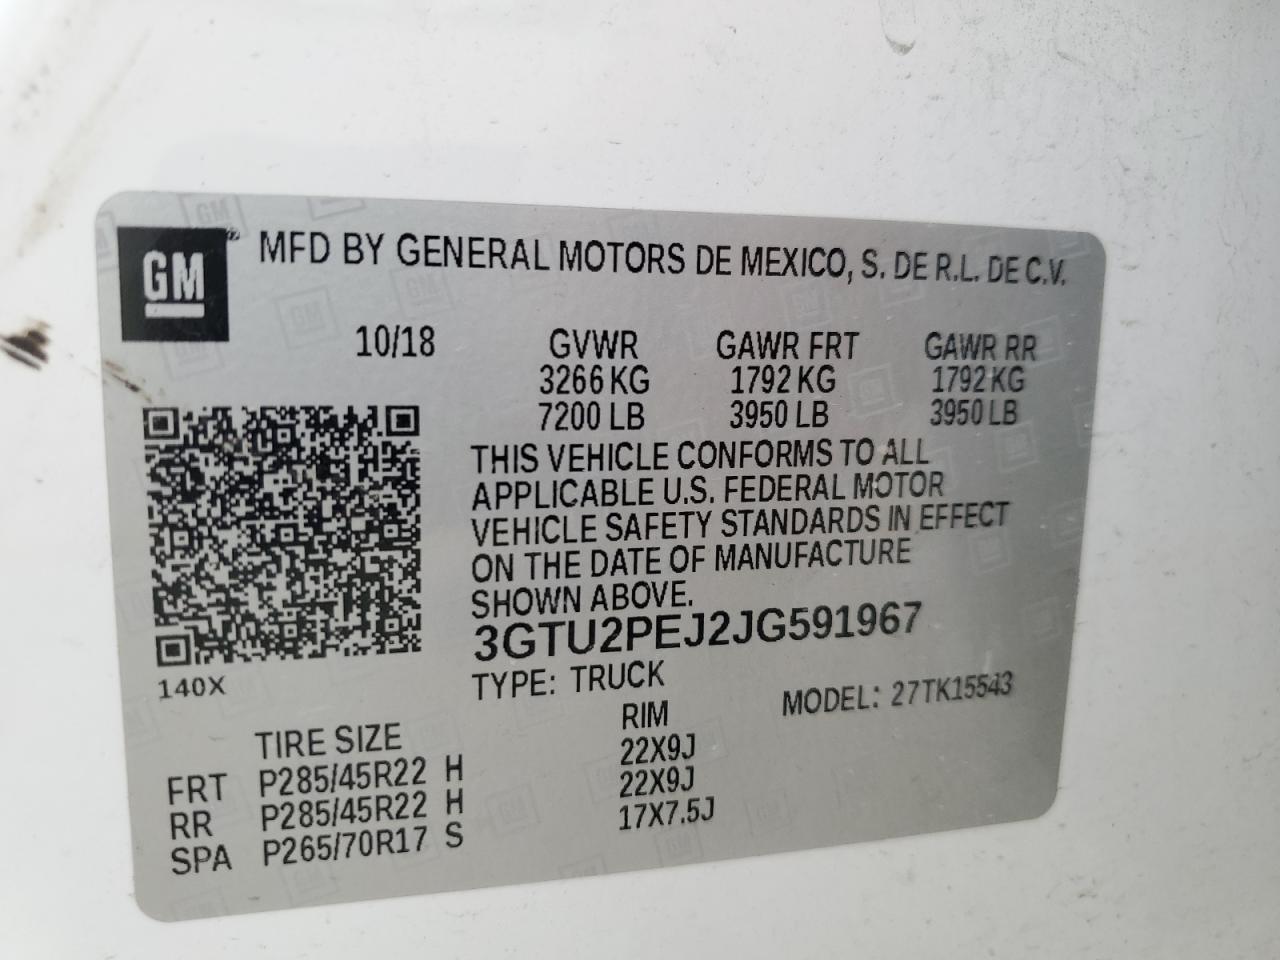 GM
MFD BY GENERAL MOTORS DE MEXICO, S. DE R.L. DE C.V.
10/18 GVWR GAWR FRT GAWR RR
3266 KG 1792 KG 1792 KG
7200 LB 3950 LB 3950 LB
THIS VEHICLE CONFORMS TO ALL
APPLICABLE U.S. FEDERAL MOTOR
VEHICLE SAFETY STANDARDS IN EFFECT
ON THE DATE OF MANUFACTURE
SHOWN ABOVE.
3GTU2PEJ2JG591967
140X
TYPE: TRUCK MODEL: 27TK15543
TIRE SIZE RIM
FRT P285/45R22 H 22X9J
RR P285/45R22 H 22X9J
SPA P265/70R17 S 17X7.5J